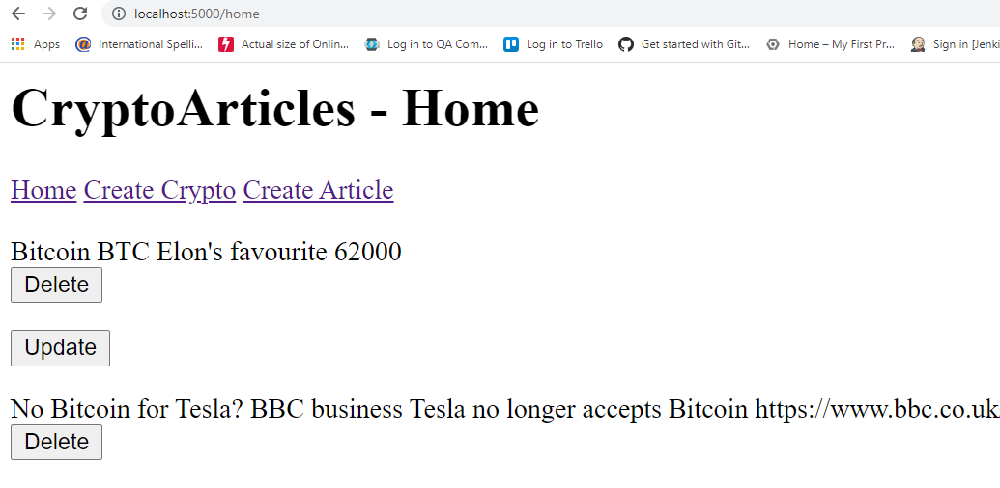 localhost:5000/home
Apps International Spelli... Actual size of Onlin... Log in to QA Com... Log in to Trello Get started with Git... Home – My First Pr... Sign in [Jenki
CryptoArticles - Home
Home Create Crypto Create Article
Bitcoin BTC Elon's favourite 62000
Delete
Update
No Bitcoin for Tesla? BBC business Tesla no longer accepts Bitcoin https://www.bbc.co.uk
Delete